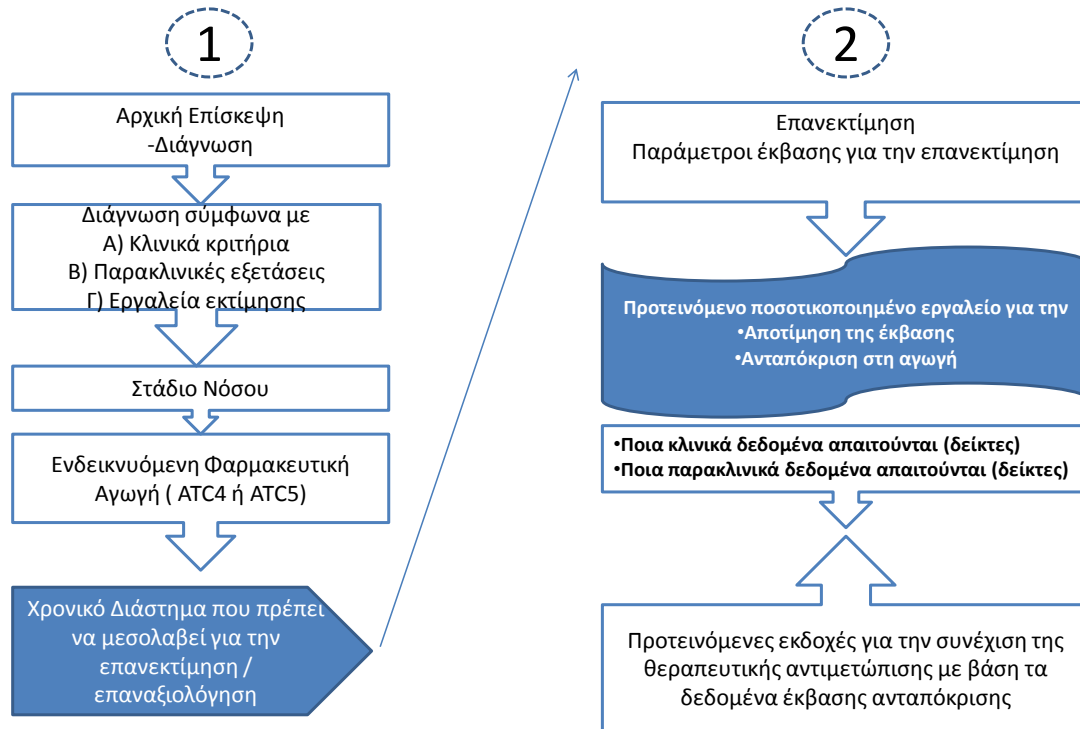 1
Αρχική Επίσκεψη
-Διάγνωση
Διάγνωση σύμφωνα με
Α) Κλινικά κριτήρια
Β) Παρακλινικές εξετάσεις
Γ) Εργαλεία εκτίμησης
Στάδιο Νόσου
Ενδεικνυόμενη Φαρμακευτική
Αγωγή ( ATC4 ή ATC5)
Χρονικό Διάστημα που πρέπει
να μεσολαβεί για την
επανεκτίμηση /
επαναξιολόγηση
2
Επανεκτίμηση
Παράμετροι έκβασης για την επανεκτίμηση
Προτεινόμενο ποσοτικοποιημένο εργαλείο για την
•Αποτίμηση της έκβασης
•Ανταπόκριση στη αγωγή
•Ποια κλινικά δεδομένα απαιτούνται (δείκτες)
•Ποια παρακλινικά δεδομένα απαιτούνται (δείκτες)
Προτεινόμενες εκδοχές για την συνέχιση της
θεραπευτικής αντιμετώπισης με βάση τα
δεδομένα έκβασης ανταπόκρισης